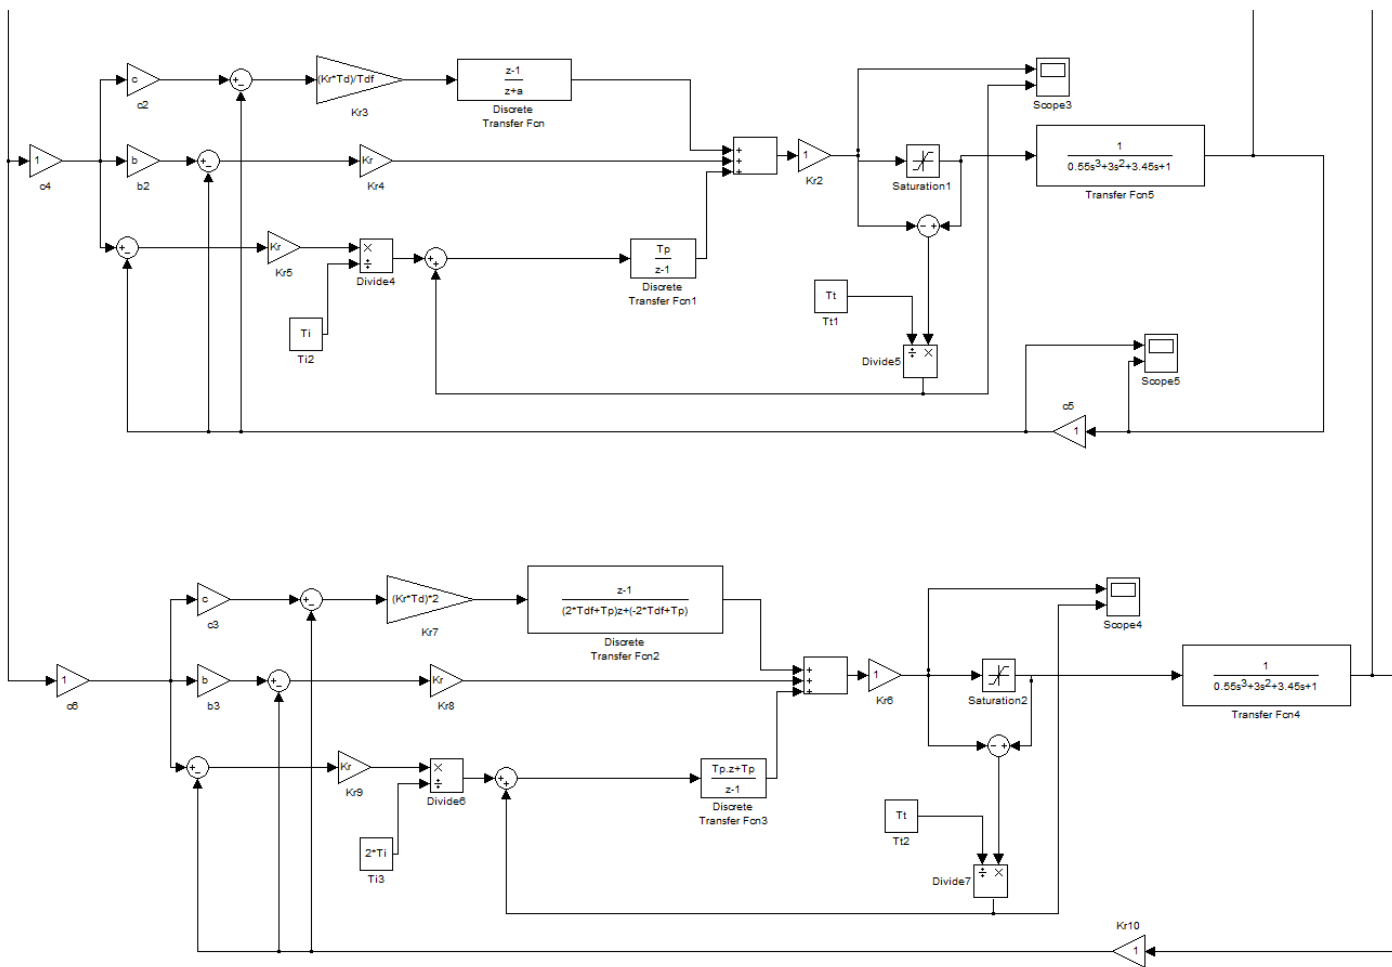 c
c2
+
−
(Kr*Td)/Tdf
Kr3
z-1
z+a
Discrete
Transfer Fcn
Scope3
1
c4
b
b2
+
−
Kr
Kr4
+
+
+
1
Kr2
Saturation1
1
0.55s3+3s2+3.45s+1
Transfer Fcn5
+
−
Kr
Kr5
×
÷
Divide4
+
+
Tp
z-1
Discrete
Transfer Fcn1
- +
Ti
Ti2
Tt
Tt1
÷ ×
Divide5
Scope5
c5
1
c
c3
+
−
(Kr*Td)*2
Kr7
z-1
(2*Tdf+Tp)z+(-2*Tdf+Tp)
Discrete
Transfer Fcn2
Scope4
1
c6
b
b3
+
−
Kr
Kr8
+
+
+
1
Kr6
Saturation2
1
0.55s3+3s2+3.45s+1
Transfer Fcn4
+
−
Kr
Kr9
×
÷
Divide6
+
+
Tp.z+Tp
z-1
Discrete
Transfer Fcn3
- +
2*Ti
Ti3
Tt
Tt2
÷ ×
Divide7
Kr10
1